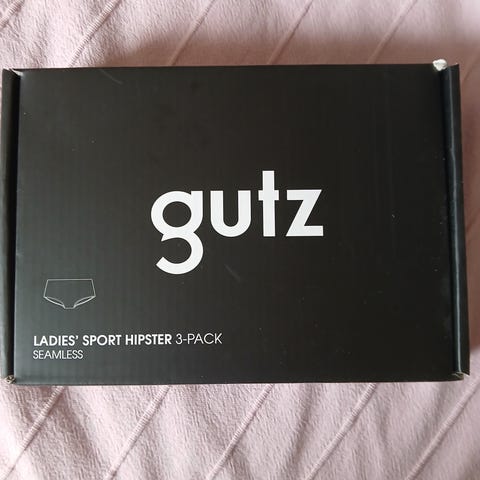 gutz
LADIES' SPORT HIPSTER 3-PACK
SEAMLESS